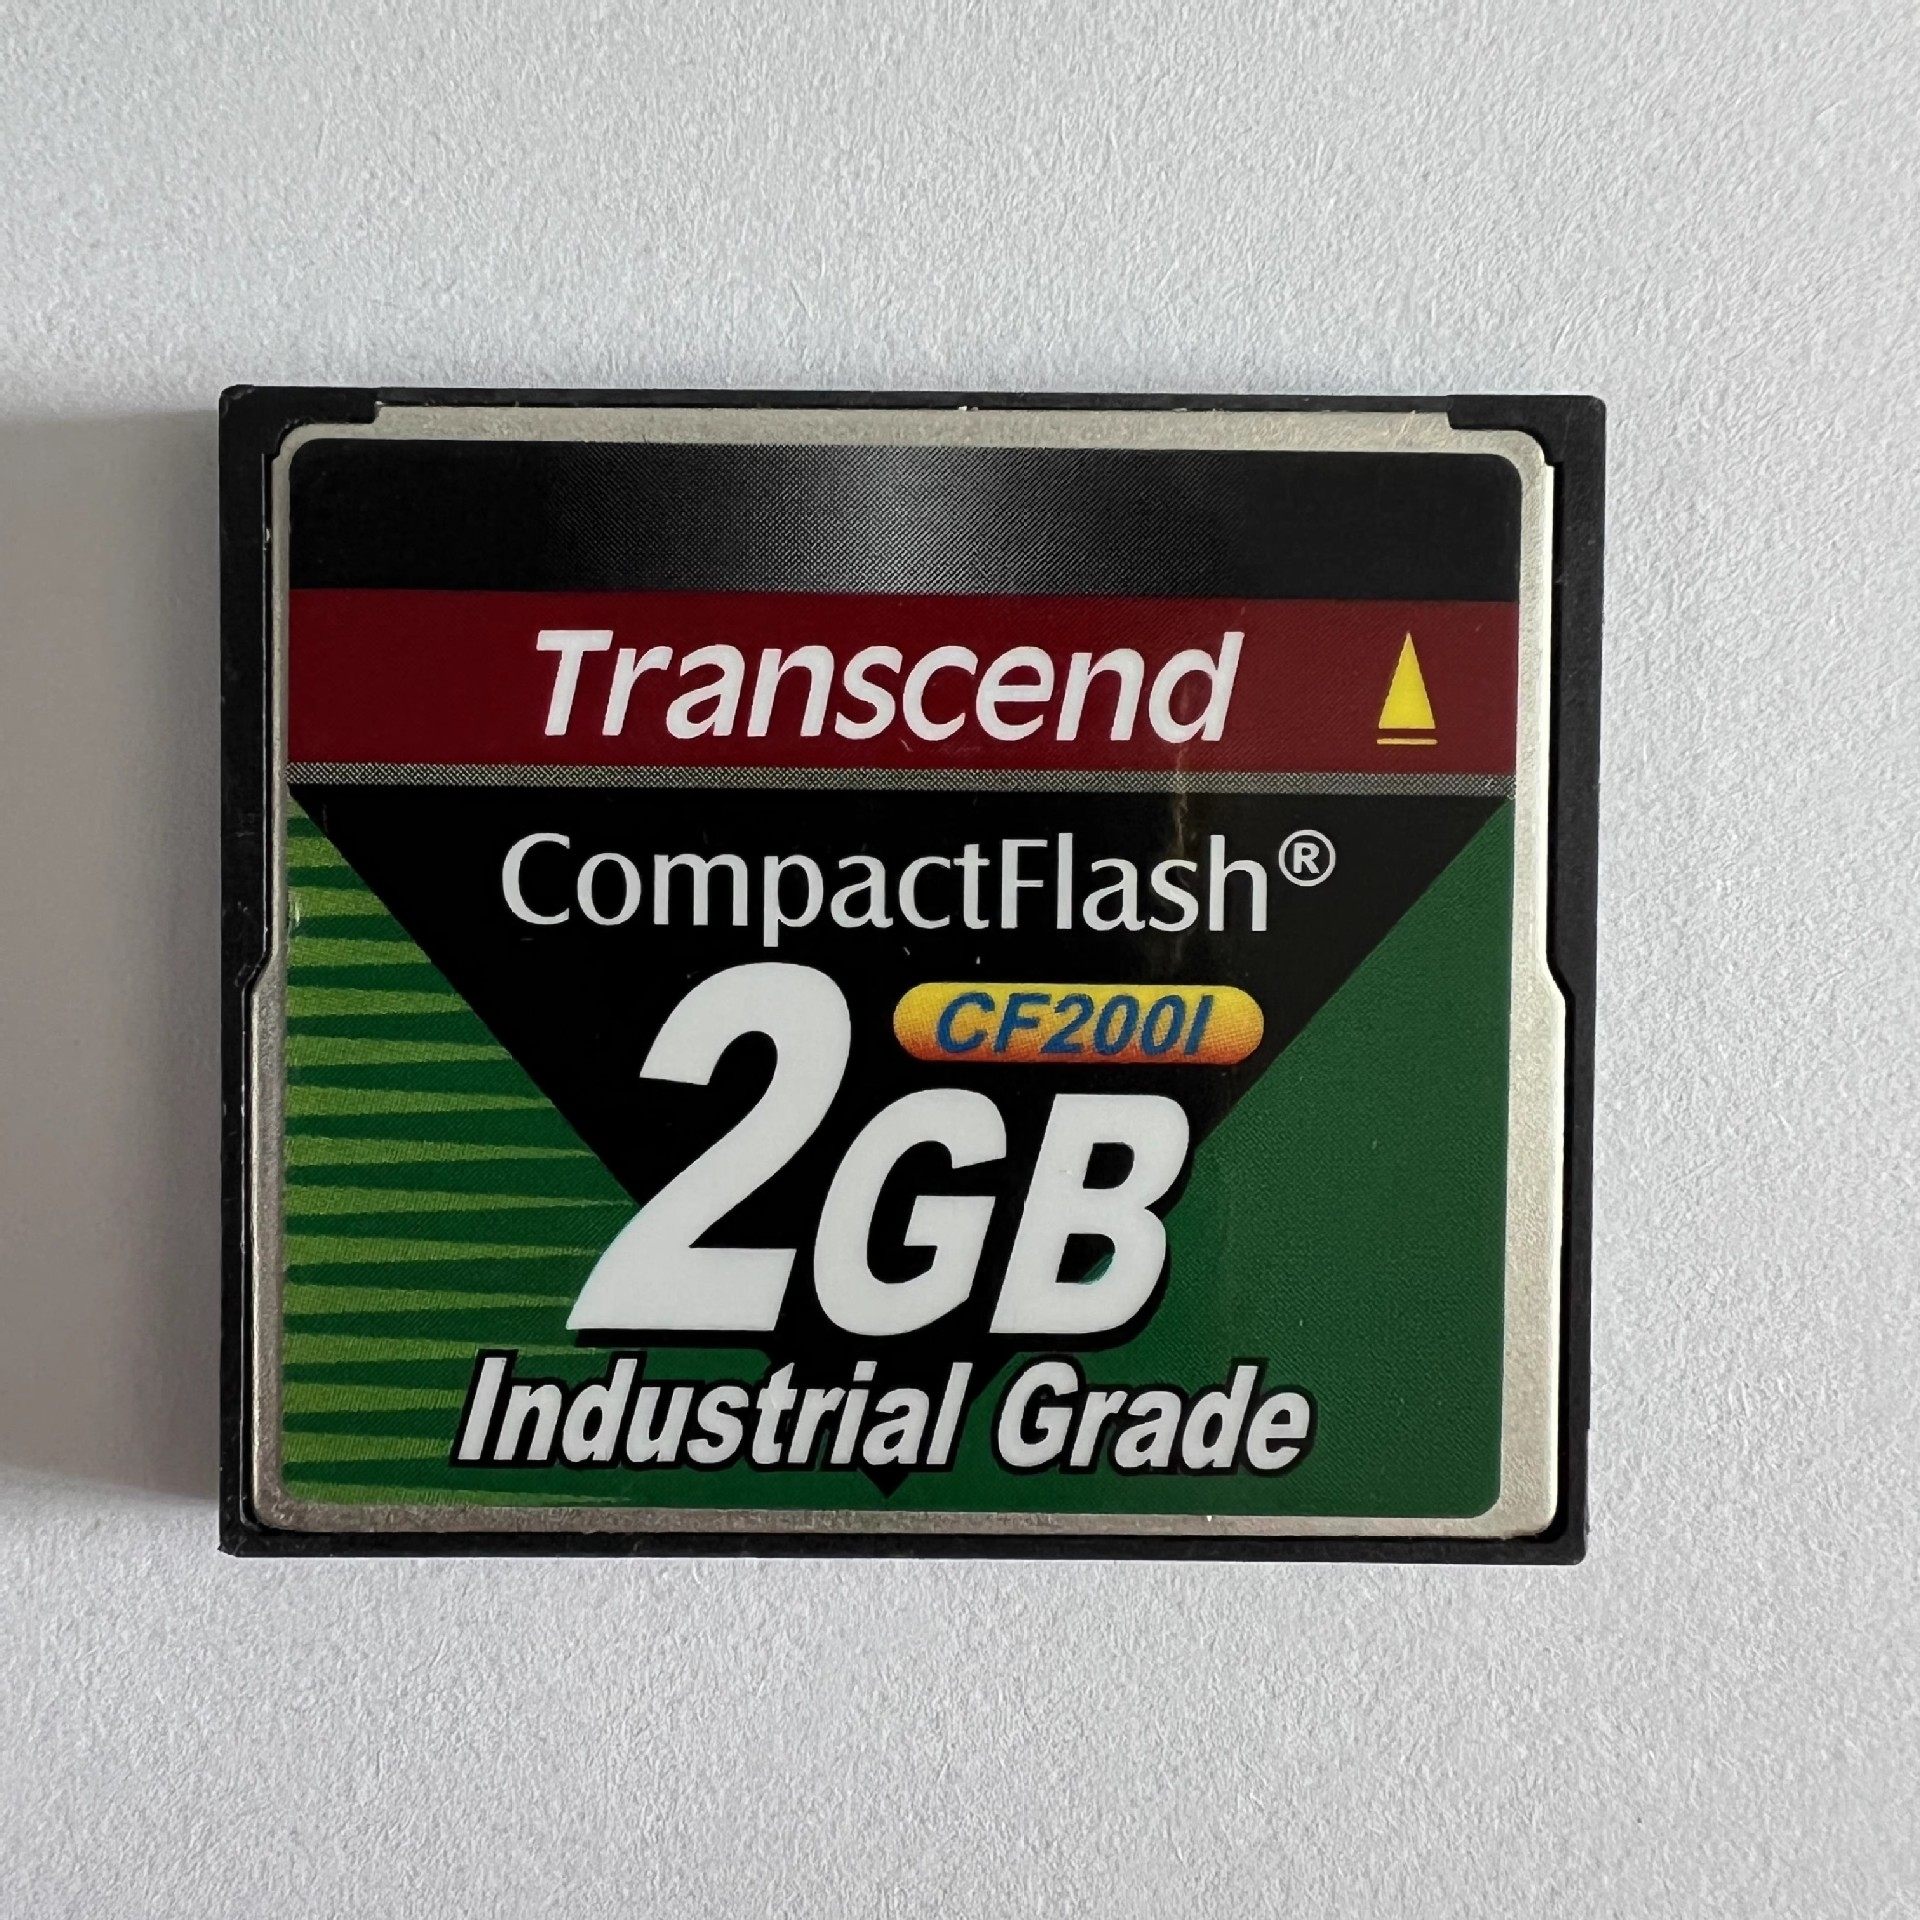 Transcend
CompactFlash®
CF200I
2GB
Industrial Grade